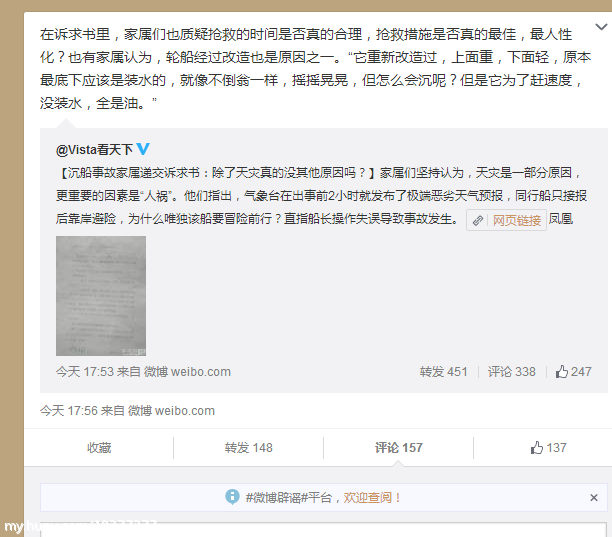 在诉求书里，家属们也质疑抢救的时间是否真的合理，抢救措施是否真的最佳，最人性
化？也有家属认为，轮船经过改造也是原因之一。“它重新改造过，上面重，下面轻，原本
最底下应该是装水的，就像不倒翁一样，摇摇晃晃，但怎么会沉呢？但是它为了赶速度，
没装水，全是油。”
@Vista看天下
【沉船事故家属递交诉求书：除了天灾真的没其他原因吗？】家属们坚持认为，天灾是一部分原因，
更重要的因素是“人祸”。他们指出，气象台在出事前2小时就发布了极端恶劣天气预报，同行船只接报
后靠岸避险，为什么唯独该船要冒险前行？直指船长操作失误导致事故发生。 网页链接 凤凰
今天 17:53 来自 微博 weibo.com 转发 451 评论 338 247
今天 17:56 来自 微博 weibo.com
收藏 转发 148 评论 157 137
#微博辟谣#平台，欢迎查阅！